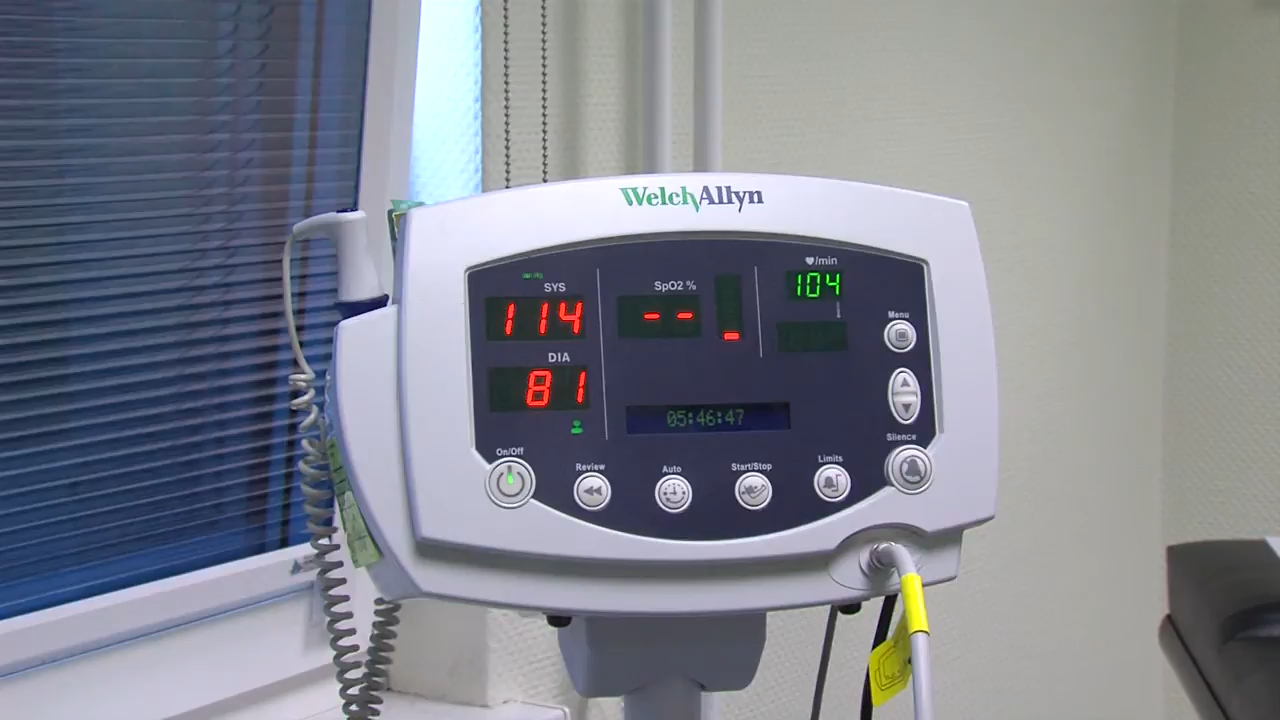 WelchAllyn
SYS
114
DIA
81
SpO2 %
--
♥/min
104
05:46:47
Menu
Silence
On/Off
Review
Auto
Start/Stop
Limits